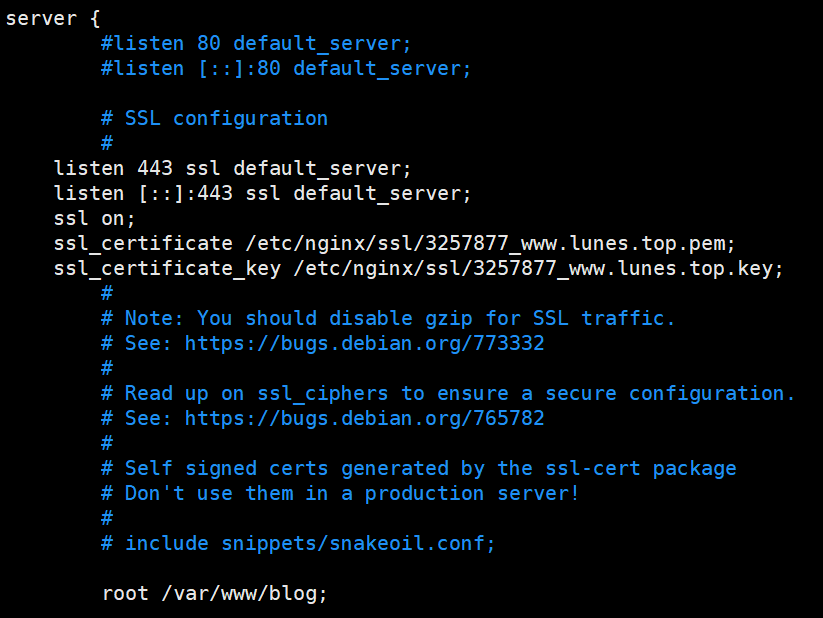 server {
#listen 80 default_server;
#listen [::]:80 default_server;
# SSL configuration
#
listen 443 ssl default_server;
listen [::]:443 ssl default_server;
ssl on;
ssl_certificate /etc/nginx/ssl/3257877_www.lunes.top.pem;
ssl_certificate_key /etc/nginx/ssl/3257877_www.lunes.top.key;
#
# Note: You should disable gzip for SSL traffic.
# See: https://bugs.debian.org/773332
#
# Read up on ssl_ciphers to ensure a secure configuration.
# See: https://bugs.debian.org/765782
#
# Self signed certs generated by the ssl-cert package
# Don't use them in a production server!
#
# include snippets/snakeoil.conf;
root /var/www/blog;